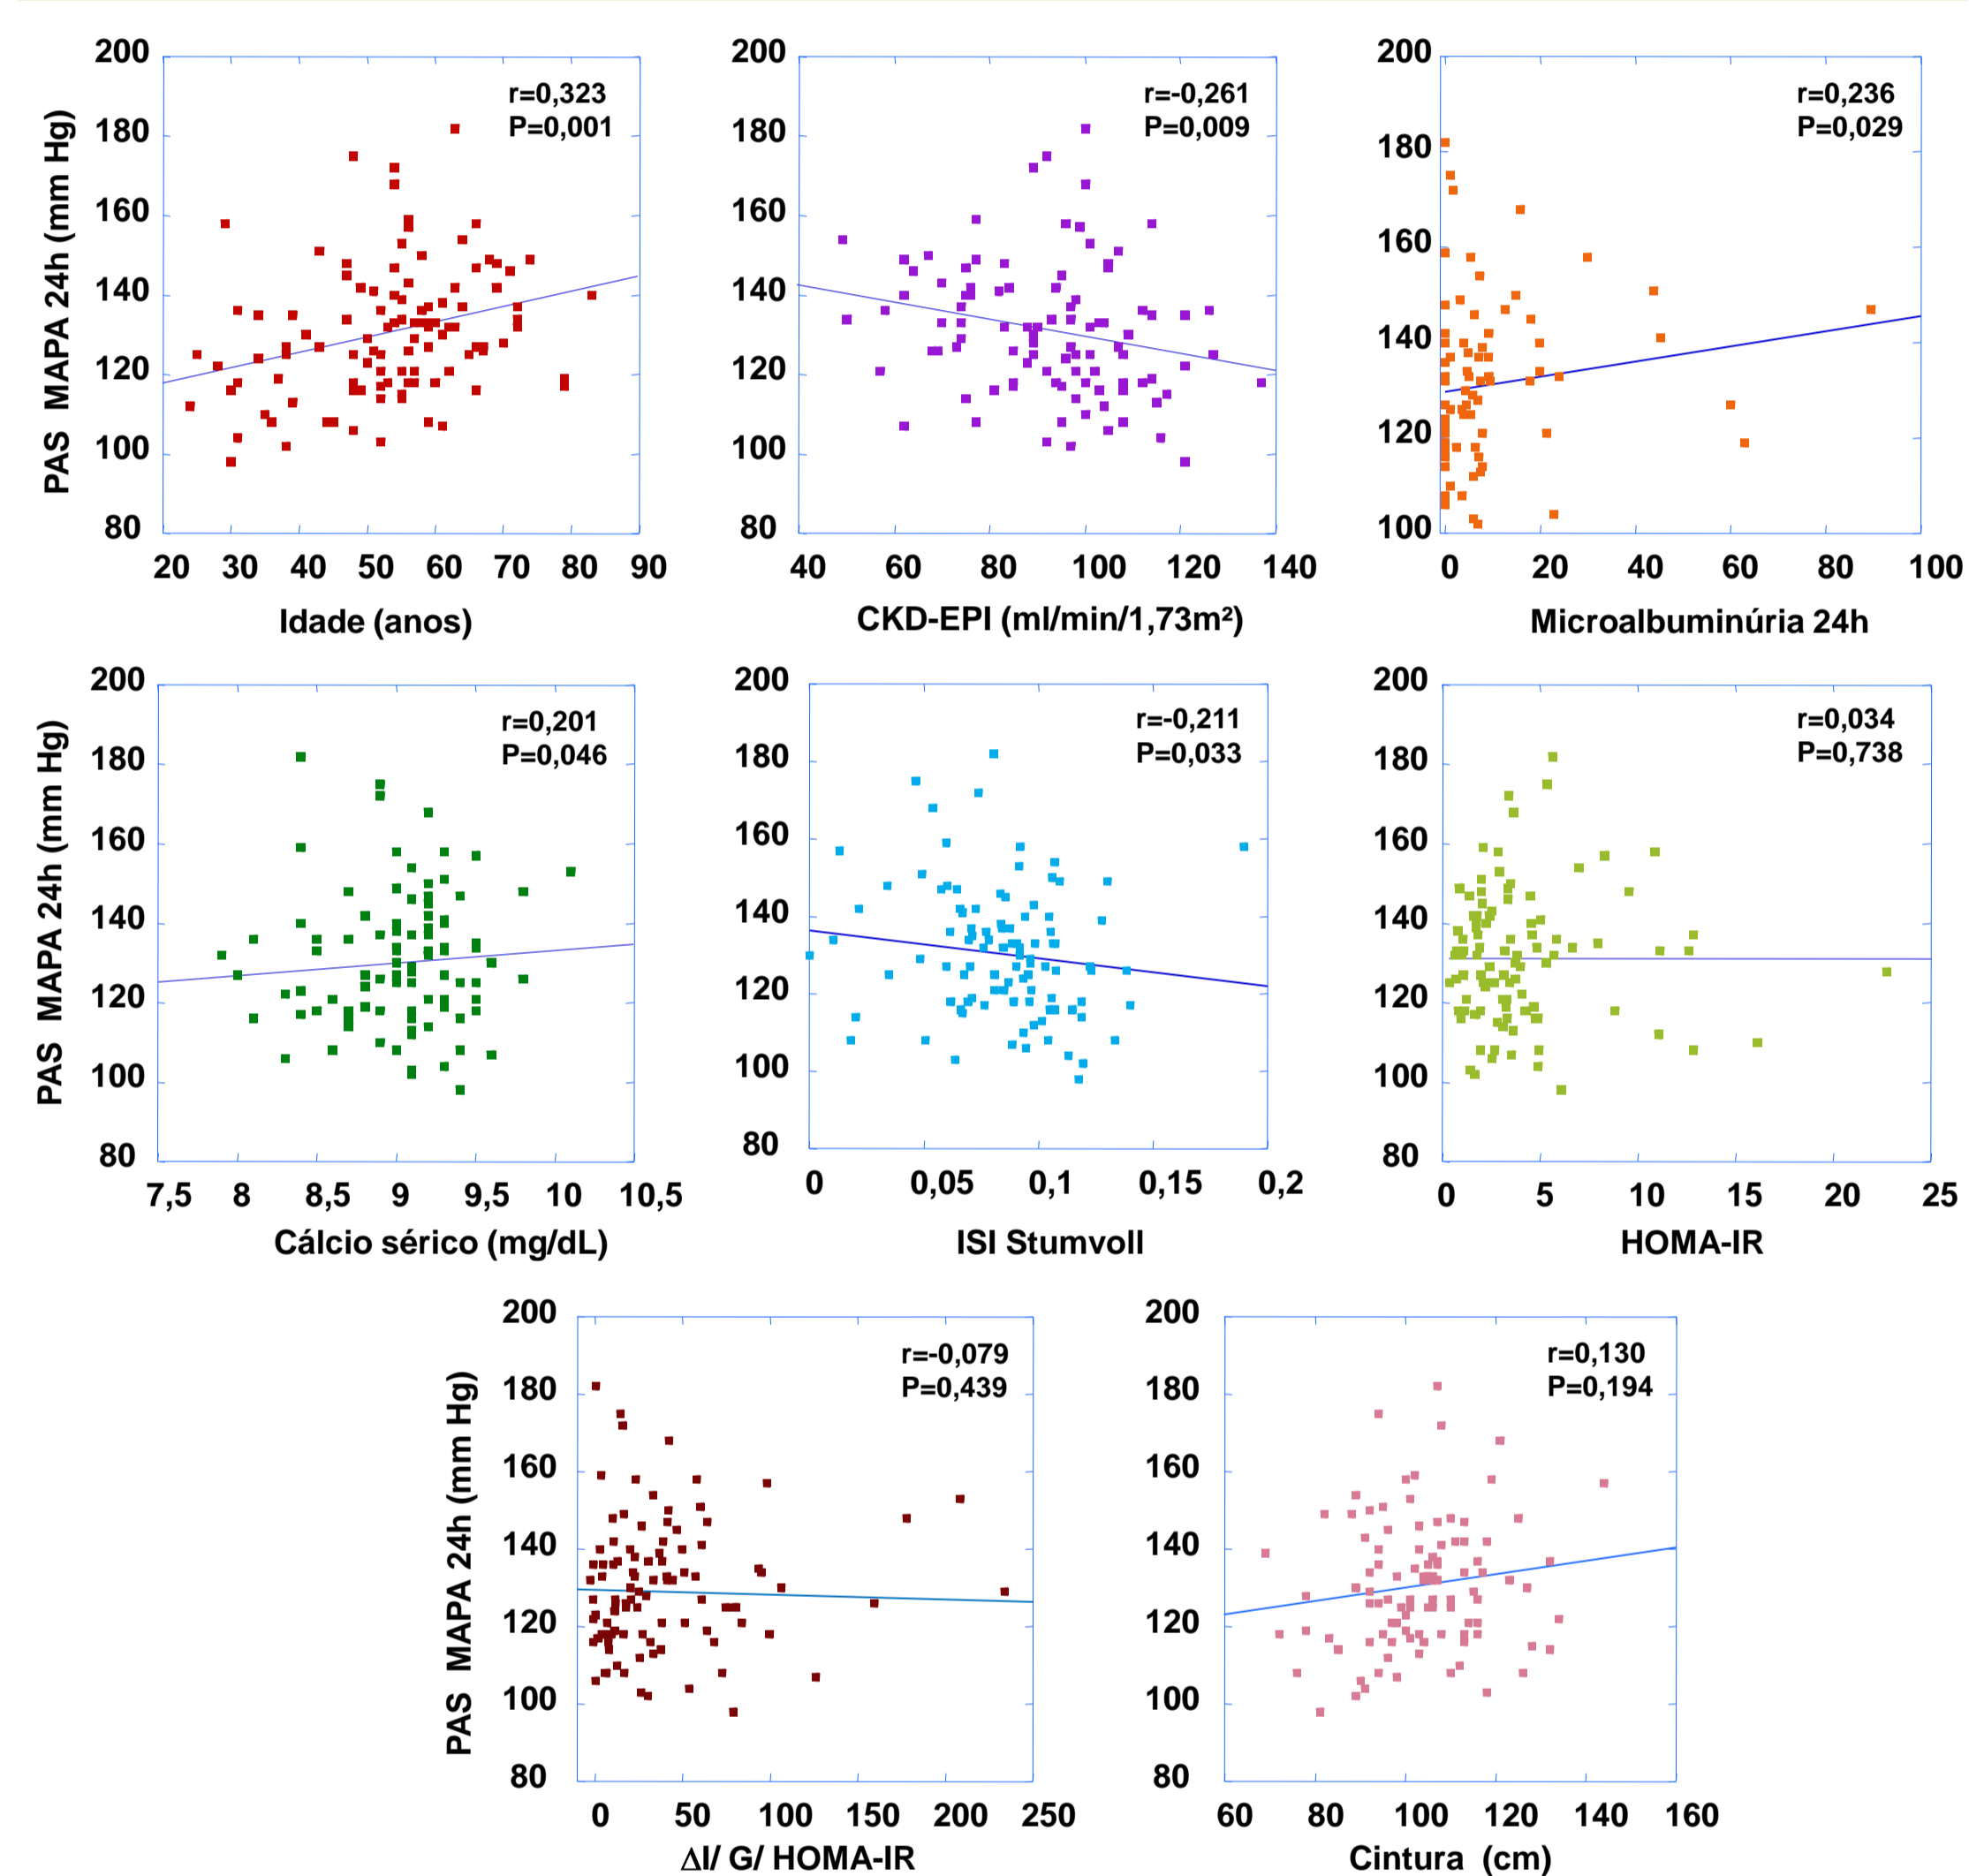 200
180
160
140
120
100
80
PAS MAPA 24h (mm Hg)
r=0,323
P=0,001
20 30 40 50 60 70 80 90
Idade (anos)
200
180
160
140
120
100
80
r=-0,261
P=0,009
40 60 80 100 120 140
CKD-EPI (ml/min/1,73m²)
200
180
160
140
120
100
r=0,236
P=0,029
0 20 40 60 80 100
Microalbuminúria 24h
200
180
160
140
120
100
80
PAS MAPA 24h (mm Hg)
r=0,201
P=0,046
7,5 8 8,5 9 9,5 10 10,5
Cálcio sérico (mg/dL)
200
180
160
140
120
100
80
r=-0,211
P=0,033
0 0,05 0,1 0,15 0,2
ISI Stumvoll
200
180
160
140
120
100
80
r=0,034
P=0,738
0 5 10 15 20 25
HOMA-IR
200
180
160
140
120
100
80
PAS MAPA 24h (mm Hg)
r=-0,079
P=0,439
0 50 100 150 200 250
ΔI/ G/ HOMA-IR
200
180
160
140
120
100
80
r=0,130
P=0,194
60 80 100 120 140 160
Cintura (cm)